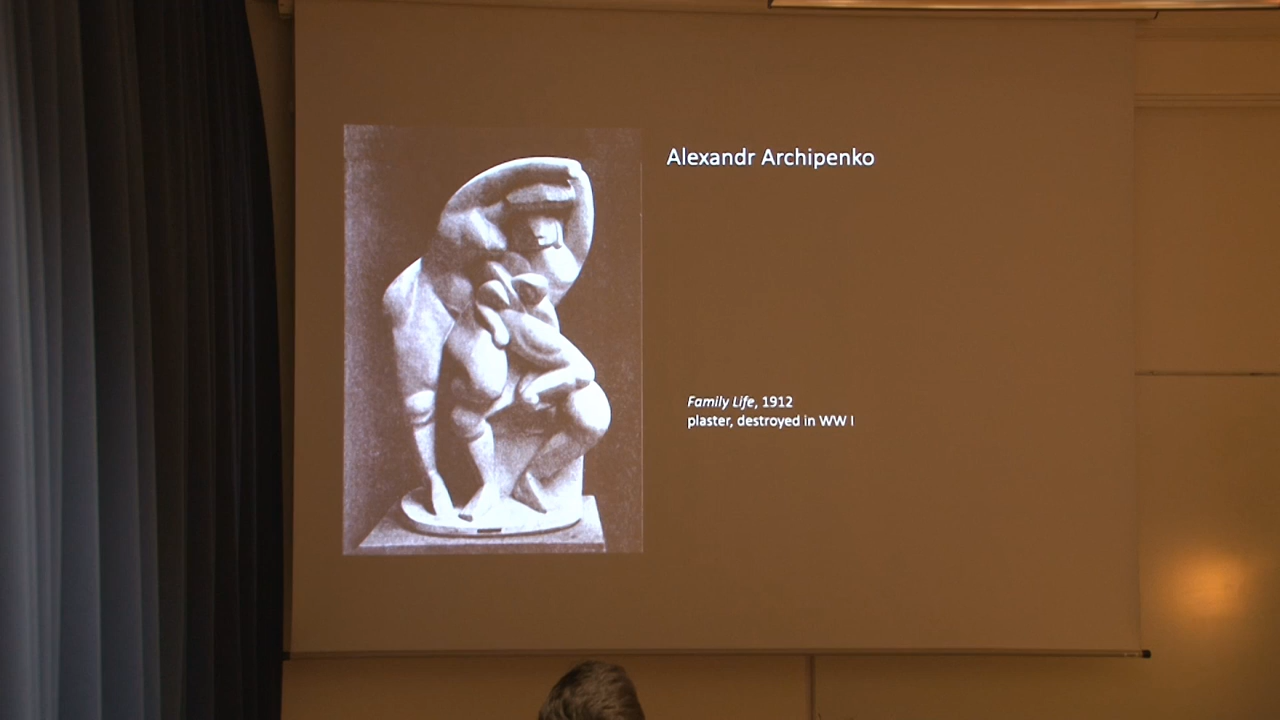 Alexandr Archipenko
Family Life, 1912
plaster, destroyed in WW I